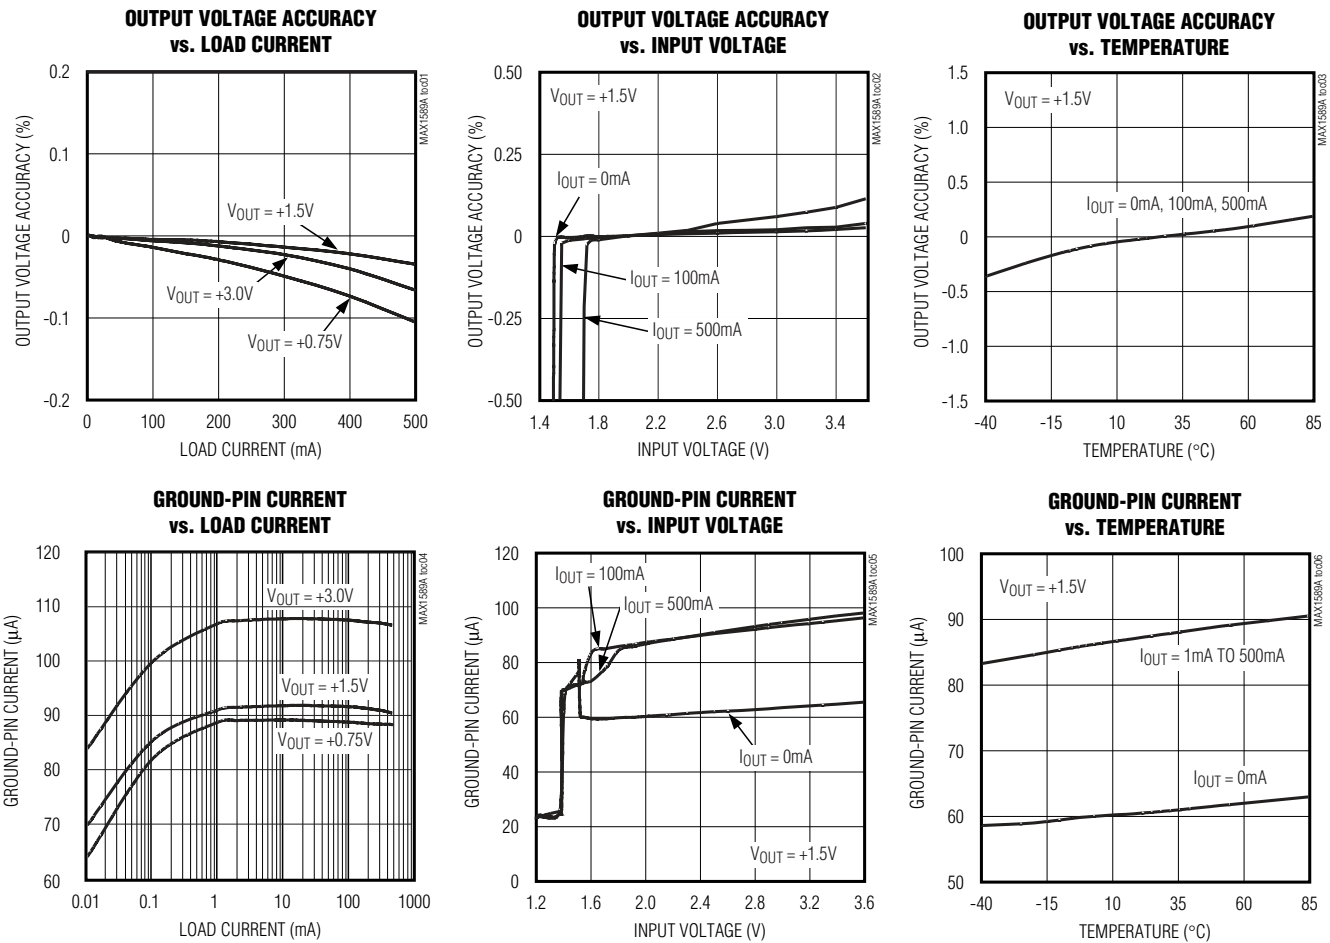 OUTPUT VOLTAGE ACCURACY
vs. LOAD CURRENT
0.2
0.1
0
-0.1
-0.2
OUTPUT VOLTAGE ACCURACY (%)
VOUT = +1.5V
VOUT = +3.0V
VOUT = +0.75V
0 100 200 300 400 500
LOAD CURRENT (mA)
MAX1589A toc01
OUTPUT VOLTAGE ACCURACY
vs. INPUT VOLTAGE
0.50
0.25
0
-0.25
-0.50
OUTPUT VOLTAGE ACCURACY (%)
VOUT = +1.5V
IOUT = 0mA
IOUT = 100mA
IOUT = 500mA
1.4 1.8 2.2 2.6 3.0 3.4
INPUT VOLTAGE (V)
MAX1589A toc02
OUTPUT VOLTAGE ACCURACY
vs. TEMPERATURE
1.5
1.0
0.5
0
-0.5
-1.0
-1.5
OUTPUT VOLTAGE ACCURACY (%)
VOUT = +1.5V
IOUT = 0mA, 100mA, 500mA
-40 -15 10 35 60 85
TEMPERATURE (°C)
MAX1589A toc03
GROUND-PIN CURRENT
vs. LOAD CURRENT
120
110
100
90
80
70
60
GROUND-PIN CURRENT (µA)
VOUT = +3.0V
VOUT = +1.5V
VOUT = +0.75V
0.01 0.1 1 10 100 1000
LOAD CURRENT (mA)
MAX1589A toc04
GROUND-PIN CURRENT
vs. INPUT VOLTAGE
120
100
80
60
40
20
0
GROUND-PIN CURRENT (µA)
IOUT = 100mA
IOUT = 500mA
IOUT = 0mA
VOUT = +1.5V
1.2 1.6 2.0 2.4 2.8 3.2 3.6
INPUT VOLTAGE (V)
MAX1589A toc05
GROUND-PIN CURRENT
vs. TEMPERATURE
100
90
80
70
60
50
GROUND-PIN CURRENT (µA)
VOUT = +1.5V
IOUT = 1mA TO 500mA
IOUT = 0mA
-40 -15 10 35 60 85
TEMPERATURE (°C)
MAX1589A toc06